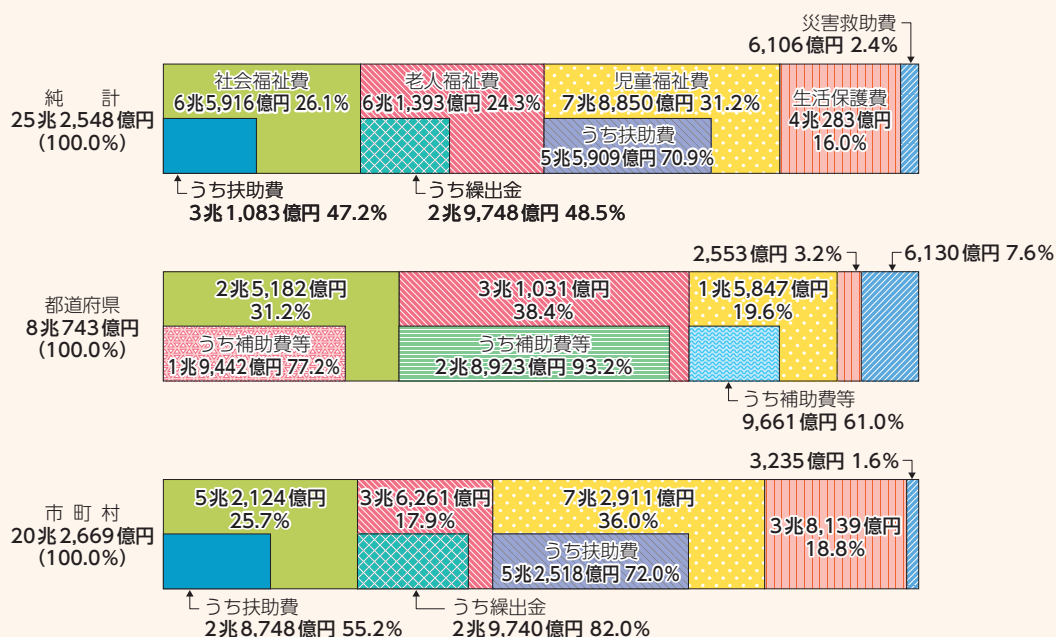 災害救助費
6,106億円 2.4%
純　計
25兆2,548億円
(100.0%)
社会福祉費
6兆5,916億円 26.1%
老人福祉費
6兆1,393億円 24.3%
児童福祉費
7兆8,850億円 31.2%
生活保護費
4兆283億円
16.0%
うち扶助費
5兆5,909億円 70.9%
うち扶助費
3兆1,083億円 47.2%
うち繰出金
2兆9,748億円 48.5%
2,553億円 3.2%
6,130億円 7.6%
都道府県
8兆743億円
(100.0%)
2兆5,182億円
31.2%
3兆1,031億円
38.4%
1兆5,847億円
19.6%
うち補助費等
1兆9,442億円 77.2%
うち補助費等
2兆8,923億円 93.2%
うち補助費等
9,661億円 61.0%
3,235億円 1.6%
市 町 村
20兆2,669億円
(100.0%)
5兆2,124億円
25.7%
3兆6,261億円
17.9%
7兆2,911億円
36.0%
3兆8,139億円
18.8%
うち扶助費
5兆2,518億円 72.0%
うち扶助費
2兆8,748億円 55.2%
うち繰出金
2兆9,740億円 82.0%